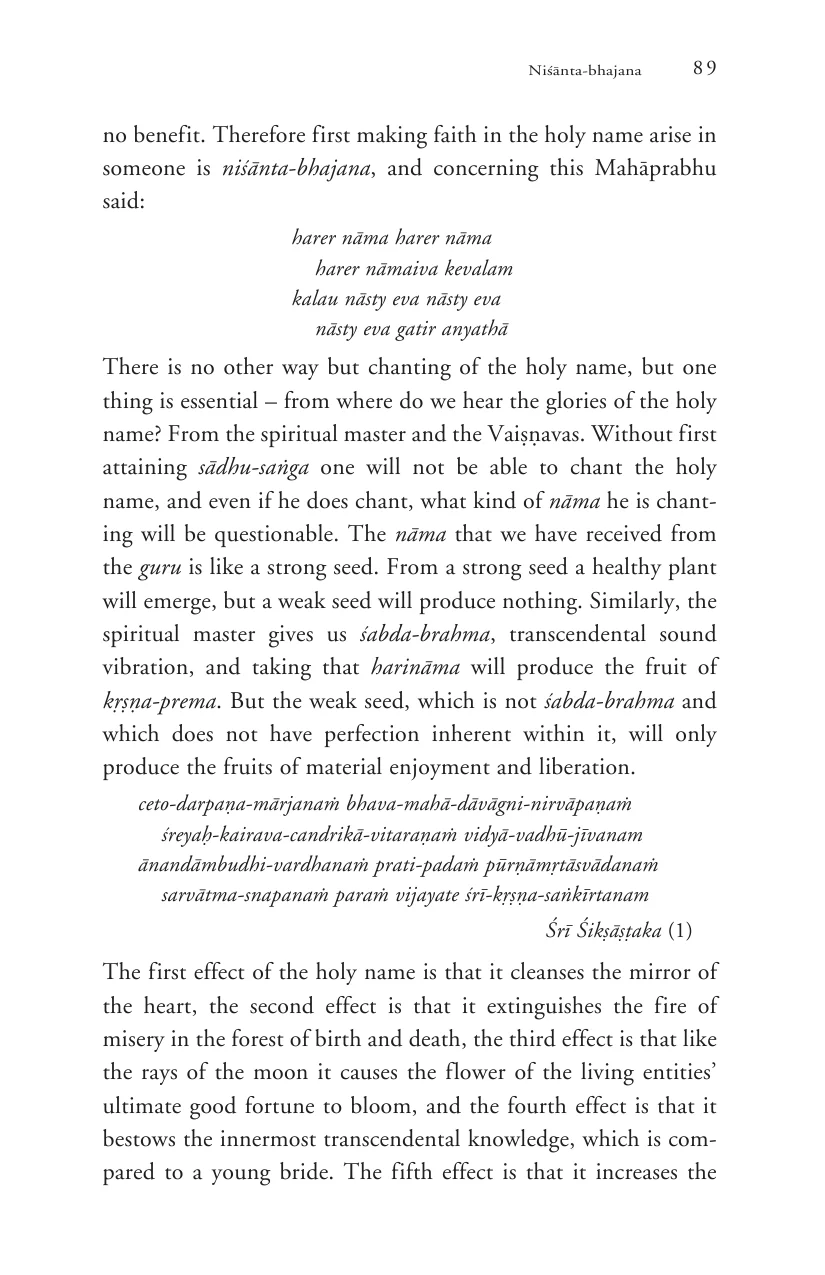 Niśānta-bhajana 89
no benefit. Therefore first making faith in the holy name arise in
someone is niśānta-bhajana, and concerning this Mahāprabhu
said:
harer nāma harer nāma
harer nāmaiva kevalam
kalau nāsty eva nāsty eva
nāsty eva gatir anyathā
There is no other way but chanting of the holy name, but one
thing is essential – from where do we hear the glories of the holy
name? From the spiritual master and the Vaiṣṇavas. Without first
attaining sādhu-saṅga one will not be able to chant the holy
name, and even if he does chant, what kind of nāma he is chant-
ing will be questionable. The nāma that we have received from
the guru is like a strong seed. From a strong seed a healthy plant
will emerge, but a weak seed will produce nothing. Similarly, the
spiritual master gives us śabda-brahma, transcendental sound
vibration, and taking that harināma will produce the fruit of
kṛṣṇa-prema. But the weak seed, which is not śabda-brahma and
which does not have perfection inherent within it, will only
produce the fruits of material enjoyment and liberation.
ceto-darpaṇa-mārjanaṁ bhava-mahā-dāvāgni-nirvāpaṇaṁ
śreyaḥ-kairava-candrikā-vitaraṇaṁ vidyā-vadhū-jīvanam
ānandāmbudhi-vardhanaṁ prati-padaṁ pūrṇāmṛtāsvādanaṁ
sarvātma-snapanaṁ paraṁ vijayate śrī-kṛṣṇa-saṅkīrtanam
Śrī Śikṣāṣṭaka (1)
The first effect of the holy name is that it cleanses the mirror of
the heart, the second effect is that it extinguishes the fire of
misery in the forest of birth and death, the third effect is that like
the rays of the moon it causes the flower of the living entities’
ultimate good fortune to bloom, and the fourth effect is that it
bestows the innermost transcendental knowledge, which is com-
pared to a young bride. The fifth effect is that it increases the